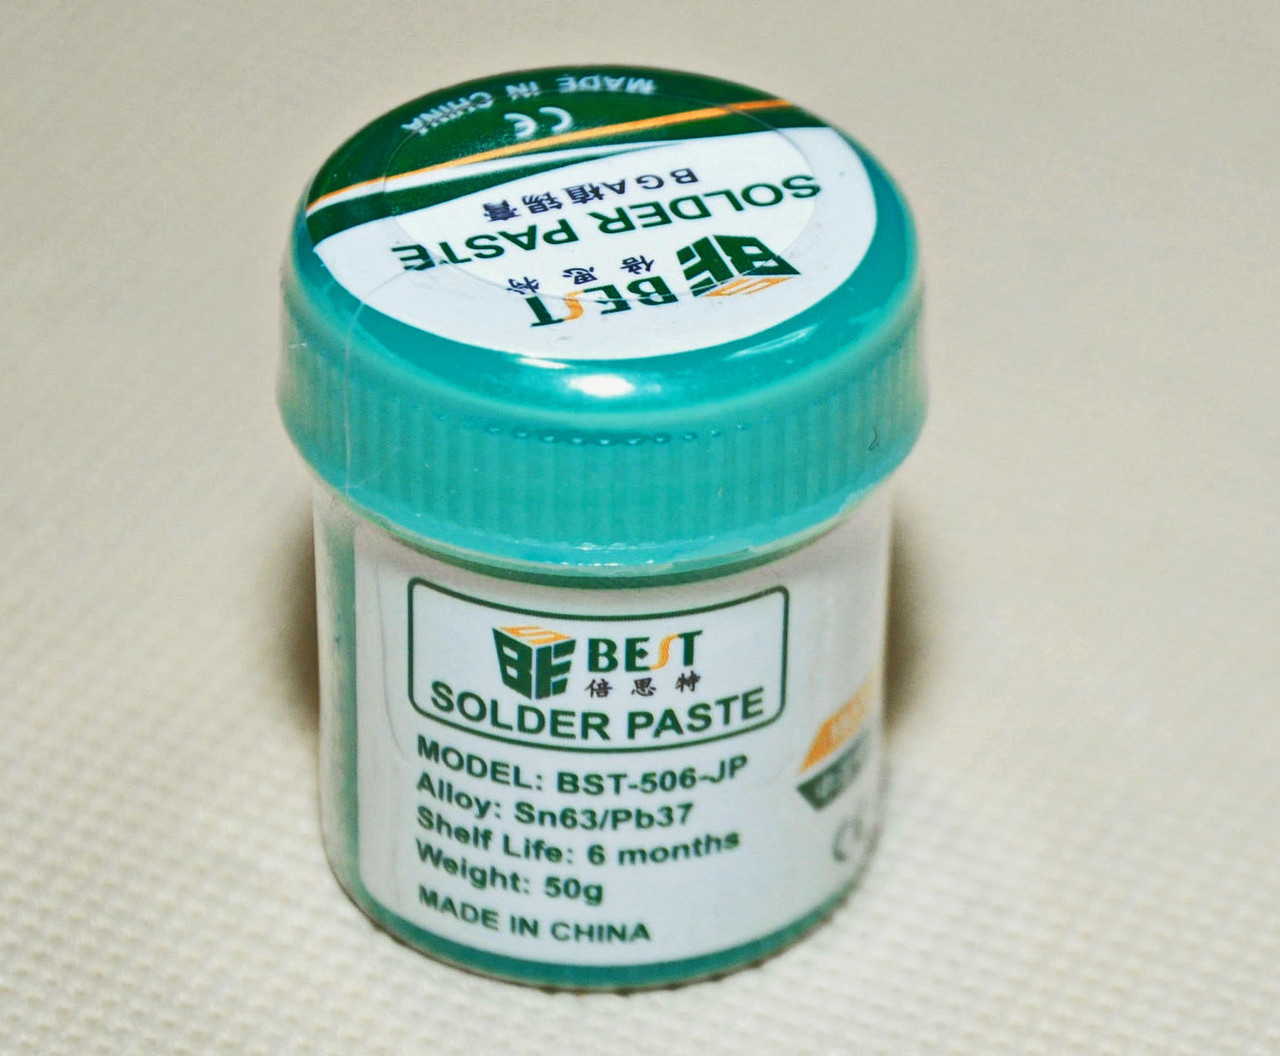 BEST
倍思特
SOLDER PASTE
BGA植锡膏
CE
MADE IN CHINA
BEST
倍思特
SOLDER PASTE
MODEL: BST-506-JP
Alloy: Sn63/Pb37
Shelf Life: 6 months
Weight: 50g
MADE IN CHINA